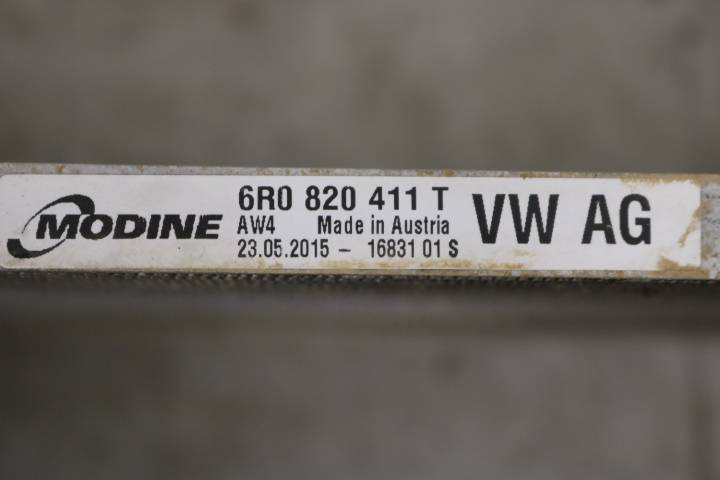 MODINE
6R0 820 411 T
AW4 Made in Austria
23.05.2015 - 16831 01 S
VW AG